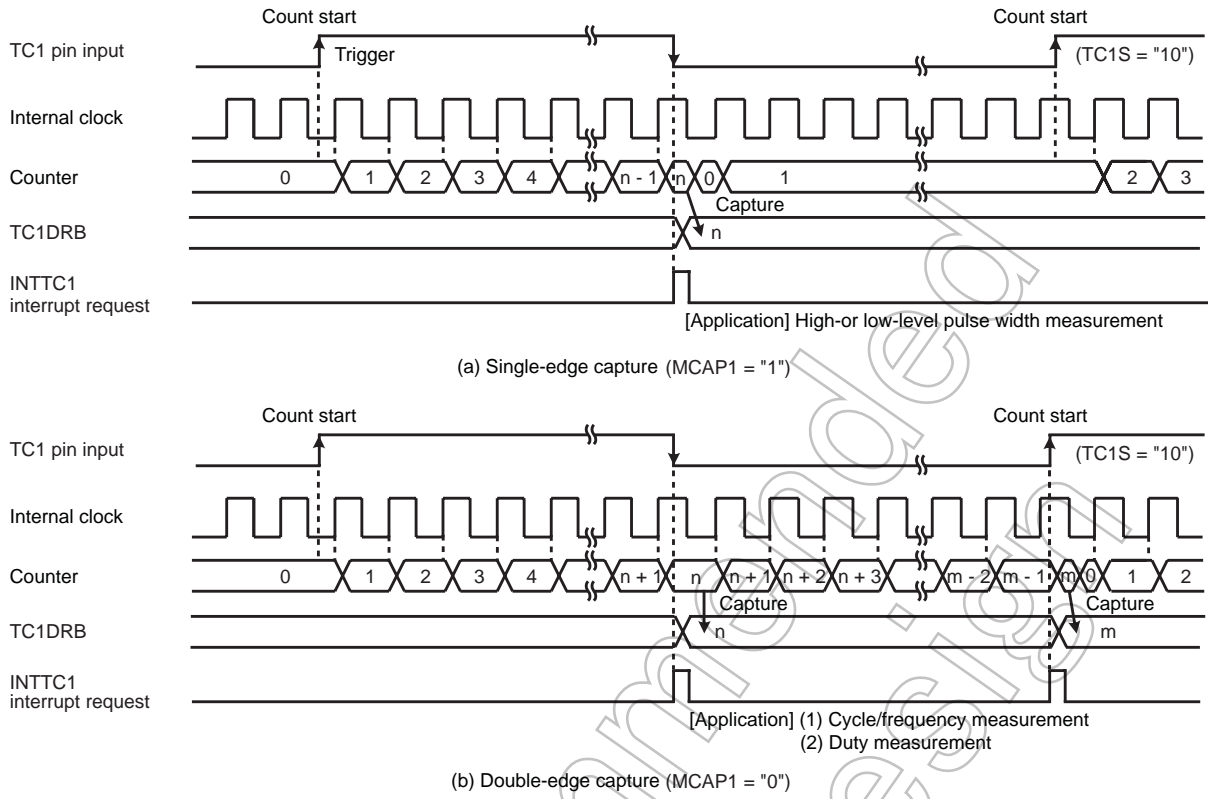 Count start Count start
TC1 pin input Trigger (TC1S = "10")
Internal clock
Counter 0 1 2 3 4 n - 1 n 0 1 2 3
Capture
TC1DRB n
INTTC1
interrupt request
[Application] High-or low-level pulse width measurement
(a) Single-edge capture (MCAP1 = "1")
Count start Count start
TC1 pin input (TC1S = "10")
Internal clock
Counter 0 1 2 3 4 n + 1 n n + 1 n + 2 n + 3 m - 2 m - 1 m 0 1 2
Capture Capture
TC1DRB n m
INTTC1
interrupt request
[Application] (1) Cycle/frequency measurement
(2) Duty measurement
(b) Double-edge capture (MCAP1 = "0")